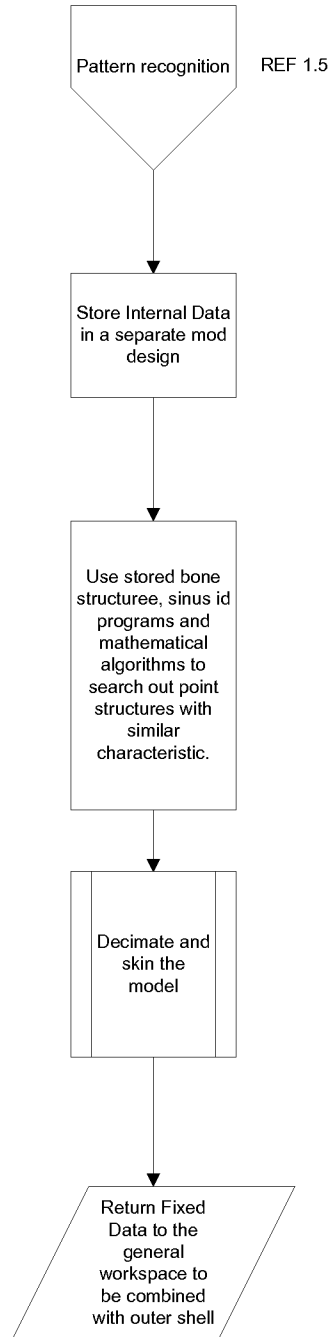 Pattern recognition
REF 1.5
Store Internal Data
in a separate mod
design
Use stored bone
structuree, sinus id
programs and
mathematical
algorithms to
search out point
structures with
similar
characteristic.
Decimate and
skin the
model
Return Fixed
Data to the
general
workspace to
be combined
with outer shell